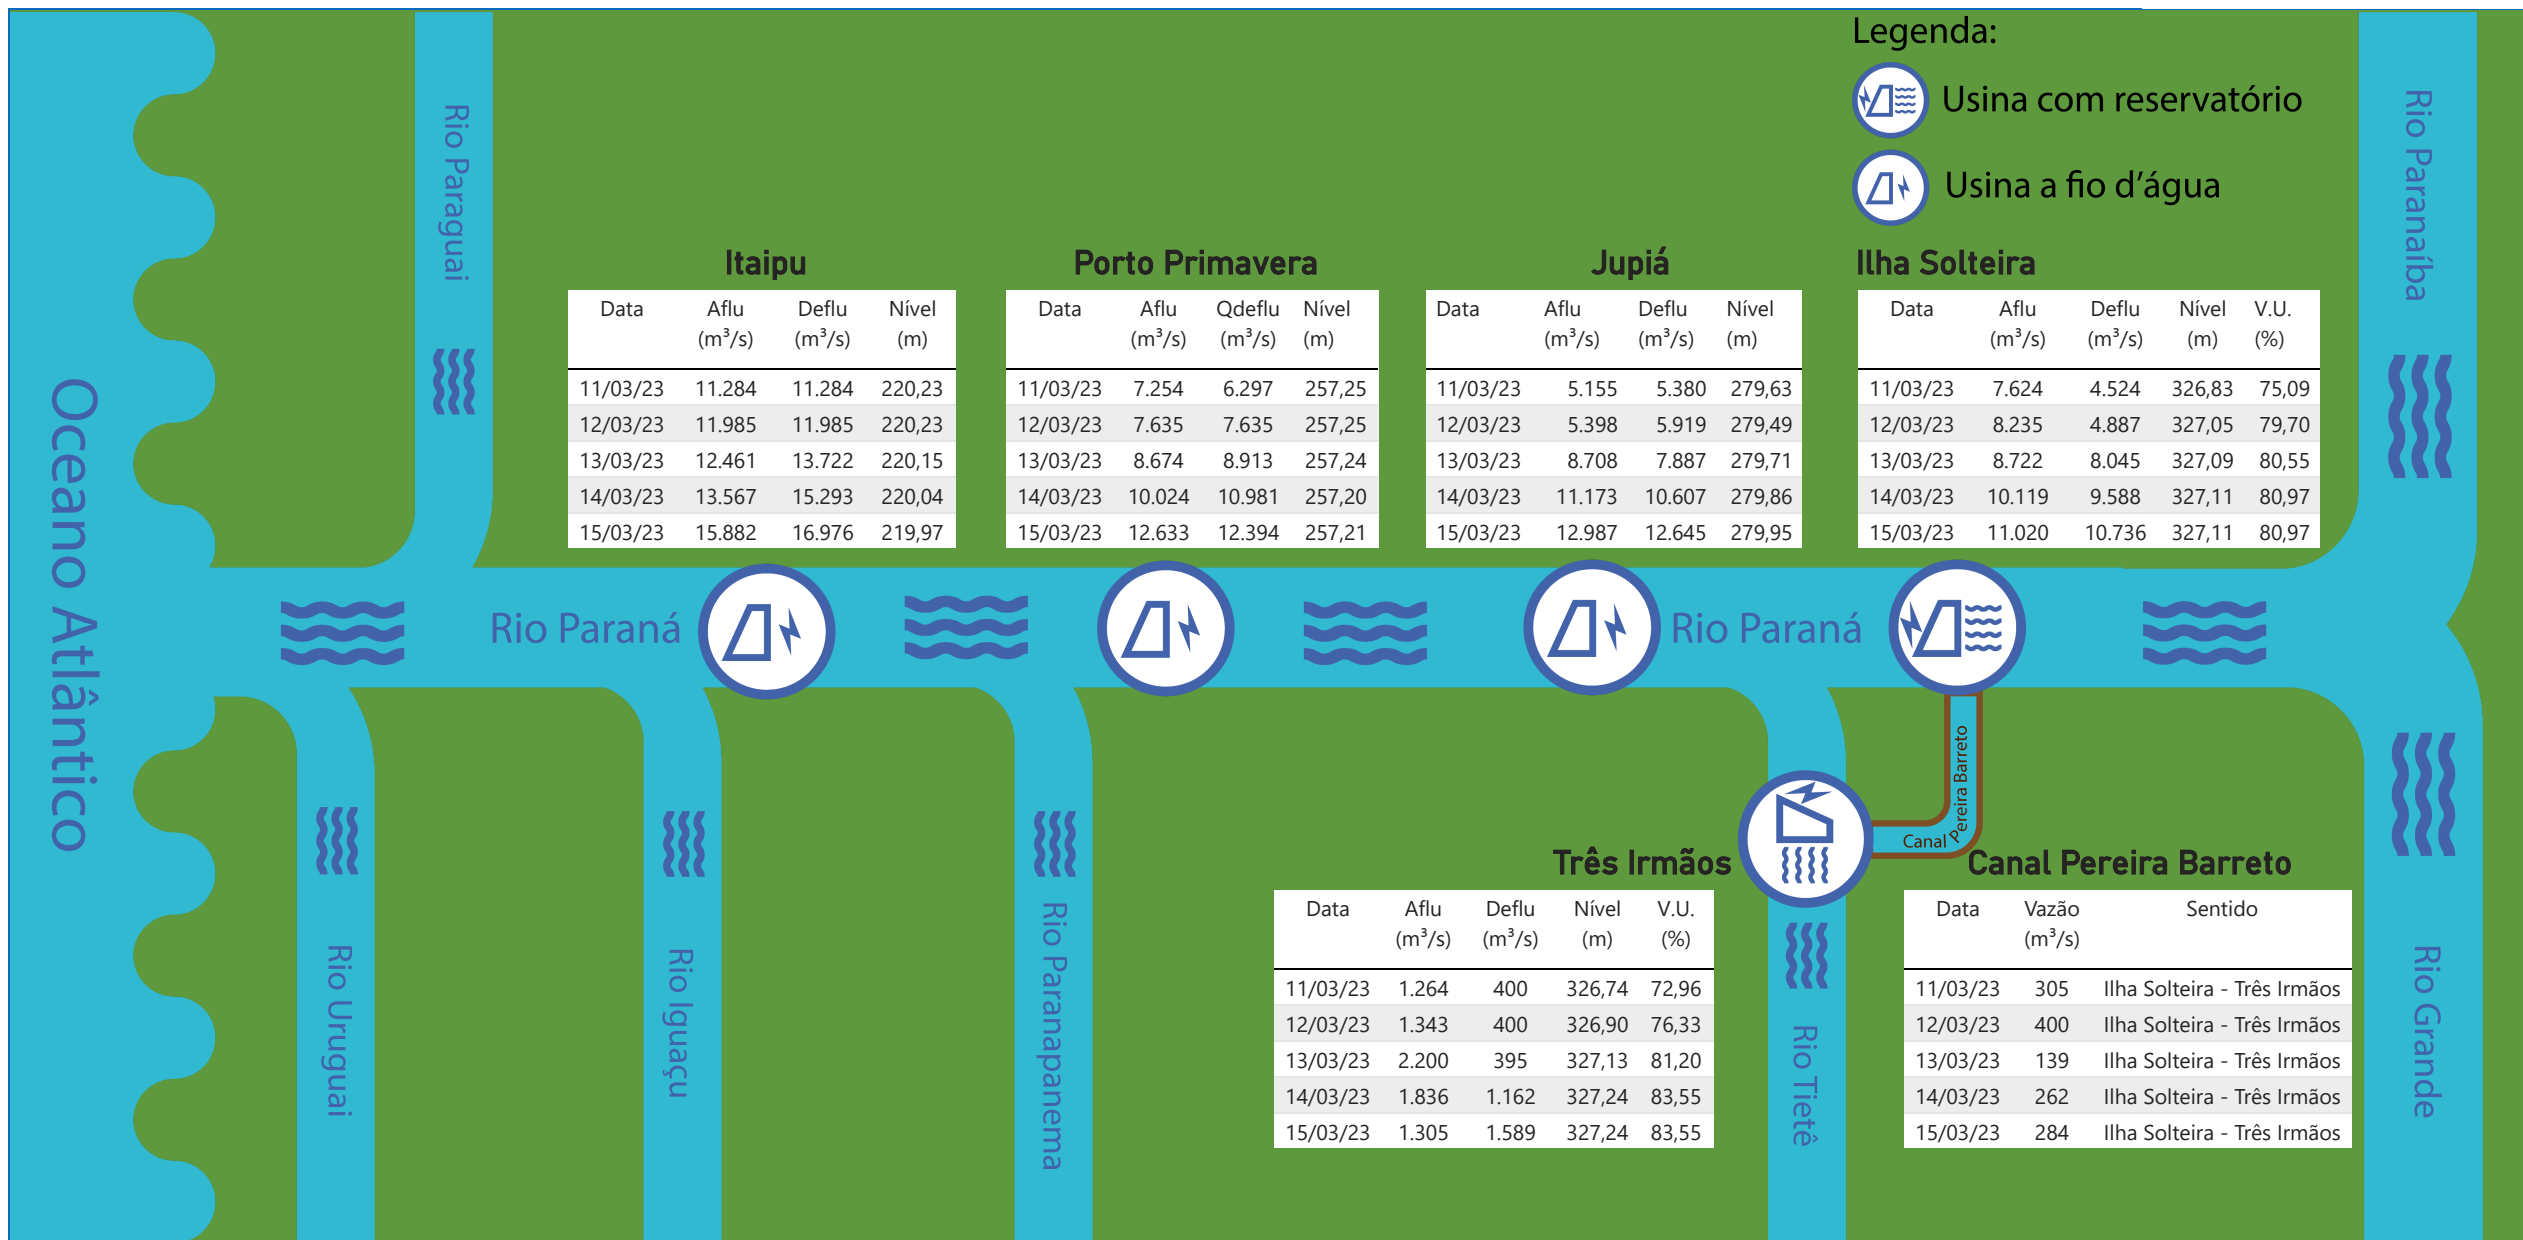 Legenda:
Usina com reservatório
Usina a fio d'água
Oceano Atlântico
Rio Paraguai
Rio Paranaíba
Itaipu
Data Aflu Deflu Nível
(m³/s) (m³/s) (m)
11/03/23 11.284 11.284 220,23
12/03/23 11.985 11.985 220,23
13/03/23 12.461 13.722 220,15
14/03/23 13.567 15.293 220,04
15/03/23 15.882 16.976 219,97
Porto Primavera
Data Aflu Qdeflu Nível
(m³/s) (m³/s) (m)
11/03/23 7.254 6.297 257,25
12/03/23 7.635 7.635 257,25
13/03/23 8.674 8.913 257,24
14/03/23 10.024 10.981 257,20
15/03/23 12.633 12.394 257,21
Jupiá
Data Aflu Deflu Nível
(m³/s) (m³/s) (m)
11/03/23 5.155 5.380 279,63
12/03/23 5.398 5.919 279,49
13/03/23 8.708 7.887 279,71
14/03/23 11.173 10.607 279,86
15/03/23 12.987 12.645 279,95
Ilha Solteira
Data Aflu Deflu Nível V.U.
(m³/s) (m³/s) (m) (%)
11/03/23 7.624 4.524 326,83 75,09
12/03/23 8.235 4.887 327,05 79,70
13/03/23 8.722 8.045 327,09 80,55
14/03/23 10.119 9.588 327,11 80,97
15/03/23 11.020 10.736 327,11 80,97
Rio Paraná
Rio Paraná
Canal Pereira Barreto
Três Irmãos
Data Aflu Deflu Nível V.U.
(m³/s) (m³/s) (m) (%)
11/03/23 1.264 400 326,74 72,96
12/03/23 1.343 400 326,90 76,33
13/03/23 2.200 395 327,13 81,20
14/03/23 1.836 1.162 327,24 83,55
15/03/23 1.305 1.589 327,24 83,55
Canal Pereira Barreto
Data Vazão Sentido
(m³/s)
11/03/23 305 Ilha Solteira - Três Irmãos
12/03/23 400 Ilha Solteira - Três Irmãos
13/03/23 139 Ilha Solteira - Três Irmãos
14/03/23 262 Ilha Solteira - Três Irmãos
15/03/23 284 Ilha Solteira - Três Irmãos
Rio Uruguai
Rio Iguaçu
Rio Paranapanema
Rio Tietê
Rio Grande